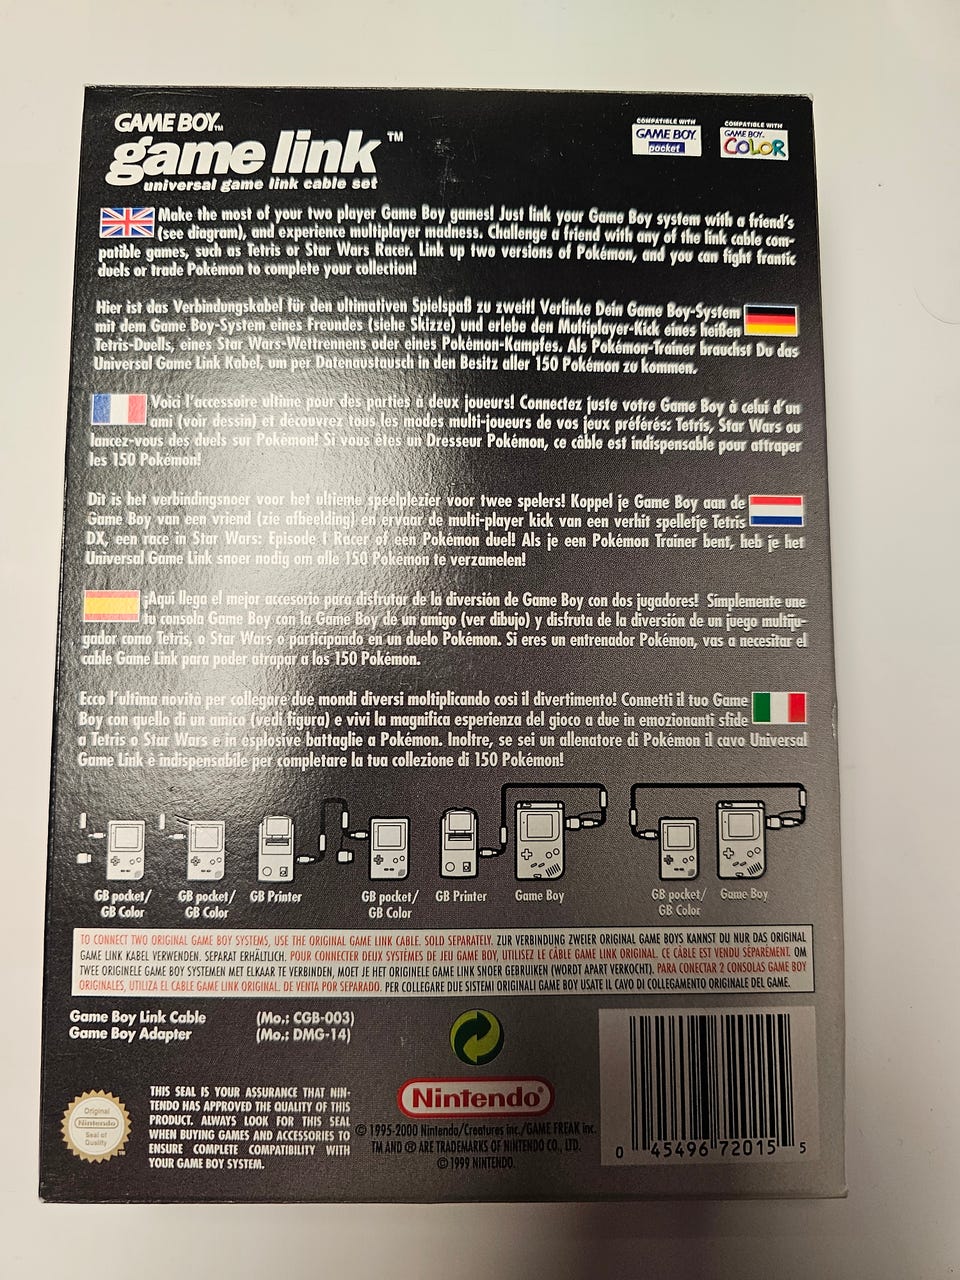 GAME BOY™
game link™
universal game link cable set
COMPATIBLE WITH
GAME BOY
pocket
COMPATIBLE WITH
GAME BOY
COLOR
Make the most of your two player Game Boy games! Just link your Game Boy system with a friend's
(see diagram), and experience multiplayer madness. Challenge a friend with any of the link cable com-
patible games, such as Tetris or Star Wars Racer. Link up two versions of Pokémon, and you can fight frantic
duels or trade Pokémon to complete your collection!
Hier ist das Verbindungskabel für den ultimativen Spielspaß zu zweit! Verlinke Dein Game Boy-System
mit dem Game Boy-System eines Freundes (siehe Skizze) und erlebe den Multiplayer-Kick eines heißen
Tetris-Duells, eines Star Wars-Wettrennens oder eines Pokémon-Kampfes. Als Pokémon-Trainer brauchst Du das
Universal Game Link Kabel, um per Datenaustausch in den Besitz aller 150 Pokémon zu kommen.
Voici l'accessoire ultime pour des parties à deux joueurs! Connectez juste votre Game Boy à celui d'un
ami (voir dessin) et découvrez tous les modes multi-joueurs de vos jeux préférés: Tetris, Star Wars ou
lancez-vous des duels sur Pokémon! Si vous êtes un Dresseur Pokémon, ce câble est indispensable pour attraper
les 150 Pokémon!
Dit is het verbindingsnoer voor het ultieme speelplezier voor twee spelers! Koppel je Game Boy aan de
Game Boy van een vriend (zie afbeelding) en ervaar de multi-player kick van een verhit spelletje Tetris
DX, een race in Star Wars: Episode I Racer of een Pokémon duel! Als je een Pokémon Trainer bent, heb je het
Universal Game Link snoer nodig om alle 150 Pokémon te verzamelen!
¡Aquí llega el mejor accesorio para disfrutar de la diversión de Game Boy con dos jugadores! Simplemente une
tu consola Game Boy con la Game Boy de un amigo (ver dibujo) y disfruta de la diversión de un juego multiju-
gador como Tetris, o Star Wars o participando en un duelo Pokémon. Si eres un entrenador Pokémon, vas a necesitar el
cable Game Link para poder atrapar a los 150 Pokémon.
Ecco l'ultima novità per collegare due mondi diversi moltiplicando così il divertimento! Connetti il tuo Game
Boy con quello di un amico (vedi figura) e vivi la magnifica esperienza del gioco a due in emozionanti sfide
a Tetris o Star Wars e in esplosive battaglie a Pokémon. Inoltre, se sei un allenatore di Pokémon il cavo Universal
Game Link è indispensabile per completare la tua collezione di 150 Pokémon!
GB pocket/
GB Color
GB pocket/
GB Color
GB Printer
GB pocket/
GB Color
GB Printer
Game Boy
GB pocket/
GB Color
Game Boy
TO CONNECT TWO ORIGINAL GAME BOY SYSTEMS, USE THE ORIGINAL GAME LINK CABLE. SOLD SEPARATELY. ZUR VERBINDUNG ZWEIER ORIGINAL GAME BOYS KANNST DU NUR DAS ORIGINAL
GAME LINK KABEL VERWENDEN. SEPARAT ERHÄLTLICH. POUR CONNECTER DEUX SYSTÈMES DE JEU GAME BOY, UTILISEZ LE CÂBLE GAME LINK ORIGINAL. CE CÂBLE EST VENDU SÉPAREMENT. OM
TWEE ORIGINELE GAME BOY SYSTEMEN MET ELKAAR TE VERBINDEN, MOET JE HET ORIGINELE GAME LINK SNOER GEBRUIKEN (WORDT APART VERKOCHT). PARA CONECTAR 2 CONSOLAS GAME BOY
ORIGINALES, UTILIZA EL CABLE GAME LINK ORIGINAL. DE VENTA POR SEPARADO. PER COLLEGARE DUE SISTEMI ORIGINALI GAME BOY USATE IL CAVO DI COLLEGAMENTO ORIGINALE DEL GAME.
Game Boy Link Cable (Mo.: CGB-003)
Game Boy Adapter (Mo.: DMG-14)
Original
Nintendo
Seal of
Quality
THIS SEAL IS YOUR ASSURANCE THAT NIN-
TENDO HAS APPROVED THE QUALITY OF THIS
PRODUCT. ALWAYS LOOK FOR THIS SEAL
WHEN BUYING GAMES AND ACCESSORIES TO
ENSURE COMPLETE COMPATIBILITY WITH
YOUR GAME BOY SYSTEM.
Nintendo®
© 1995-2000 Nintendo/Creatures inc./GAME FREAK inc.
TM AND ® ARE TRADEMARKS OF NINTENDO CO., LTD.
© 1999 NINTENDO.
0 45496 72015 5